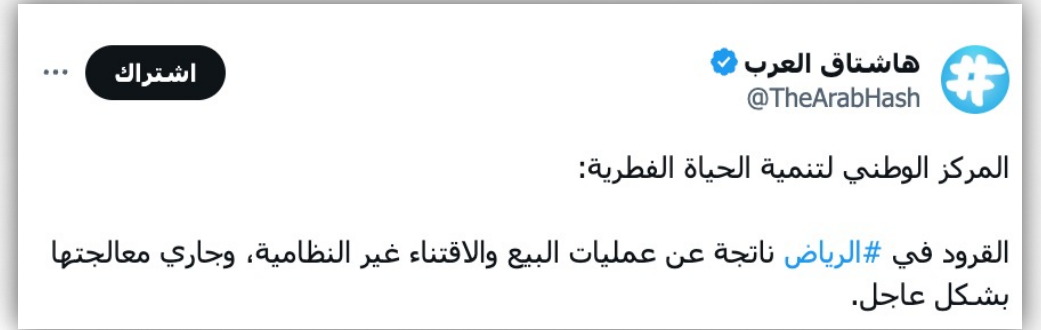 هاشتاق العرب
@TheArabHash
اشتراك
المركز الوطني لتنمية الحياة الفطرية:
القرود في #الرياض ناتجة عن عمليات البيع والاقتناء غير النظامية، وجاري معالجتها
بشكل عاجل.